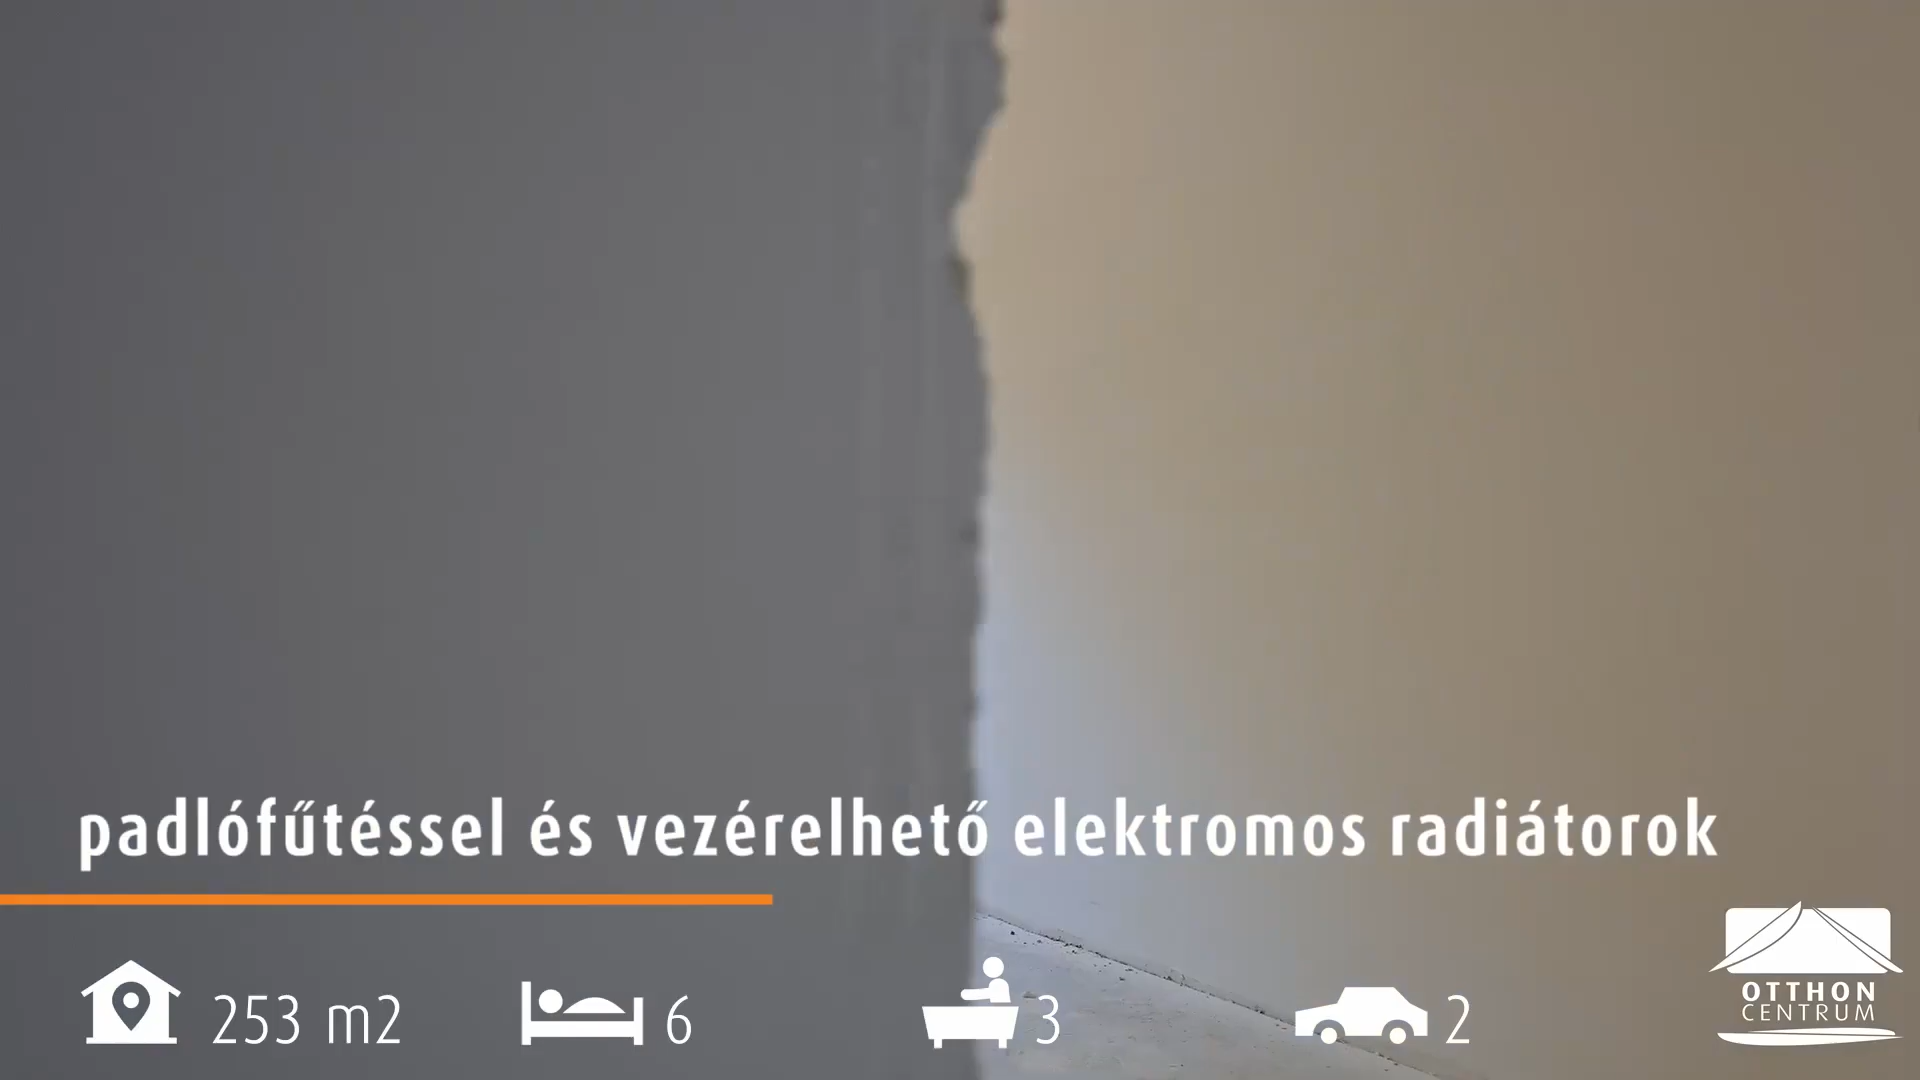 padlófűtéssel és vezérelhető elektromos radiátorok
253 m2
6
3
2
OTTHON
CENTRUM